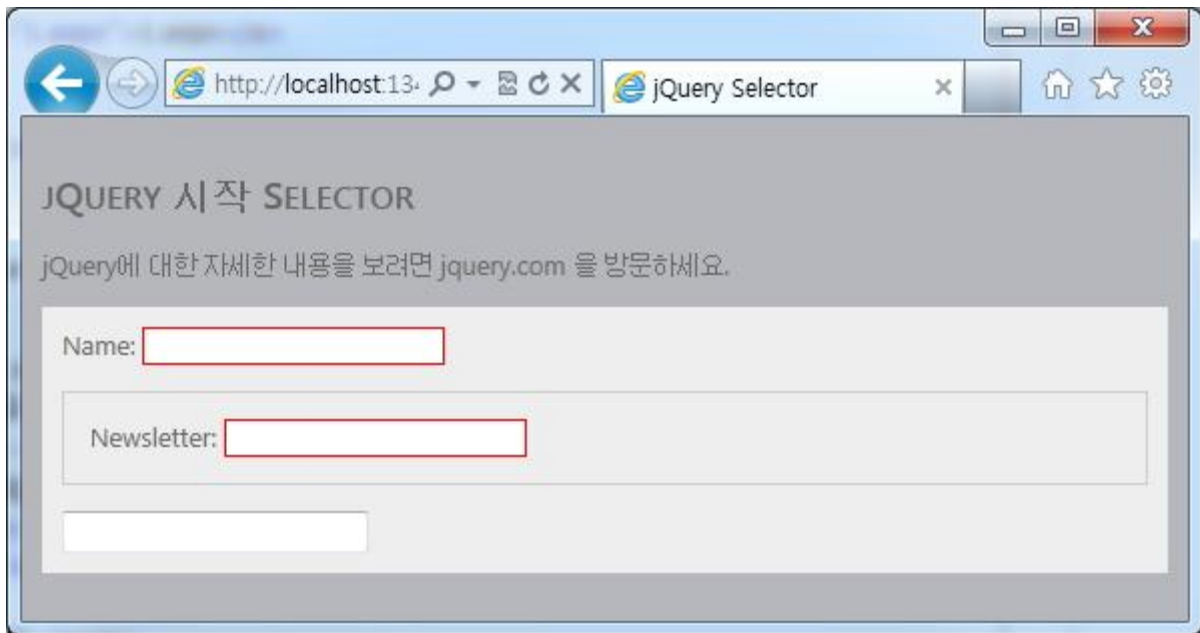 http://localhost:134
jQuery Selector
JQUERY 시작 SELECTOR
jQuery에 대한 자세한 내용을 보려면 jquery.com 을 방문하세요.
Name:
Newsletter: